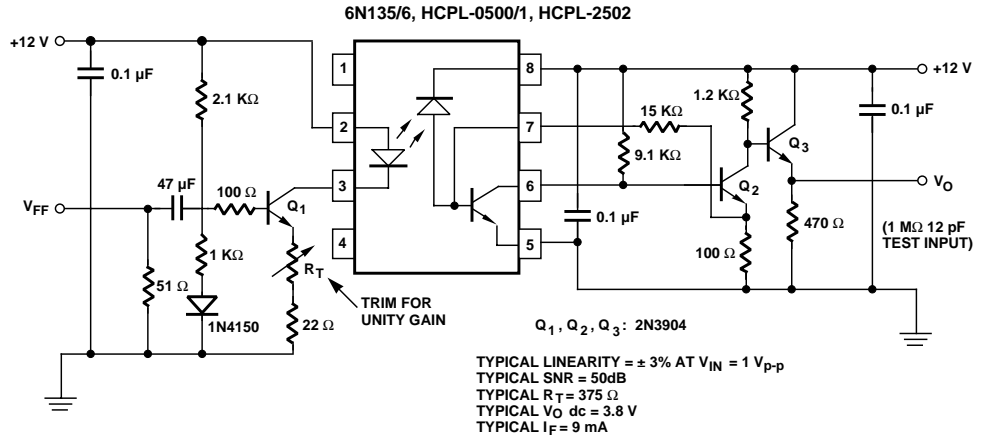 6N135/6, HCPL-0500/1, HCPL-2502
+12 V
0.1 µF
2.1 KΩ
1
2
3
4
8
7
6
5
15 KΩ
9.1 KΩ
1.2 KΩ
+12 V
0.1 µF
Q3
Q2
VO
47 µF
VFF
100 Ω
Q1
0.1 µF
470 Ω
(1 MΩ 12 pF
TEST INPUT)
100 Ω
51 Ω
1 KΩ
RT
1N4150
22 Ω
TRIM FOR
UNITY GAIN
Q1, Q2, Q3: 2N3904
TYPICAL LINEARITY = ± 3% AT VIN = 1 Vp-p
TYPICAL SNR = 50dB
TYPICAL RT = 375 Ω
TYPICAL VO dc = 3.8 V
TYPICAL IF = 9 mA